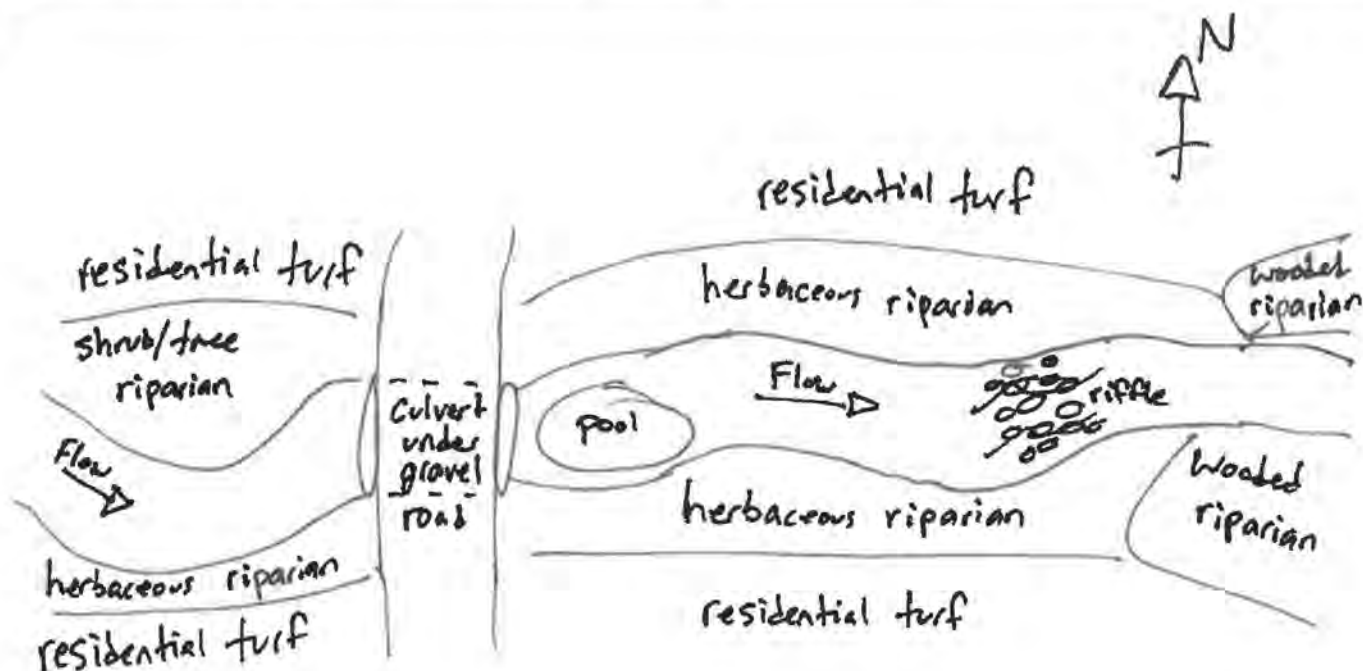 N
residential turf
residential turf
shrub/tree
riparian
Flow
herbaceous riparian
residential turf
culvert
under
gravel
road
herbaceous riparian
pool
Flow
riffle
herbaceous riparian
residential turf
wooded
riparian
Wooded
riparian